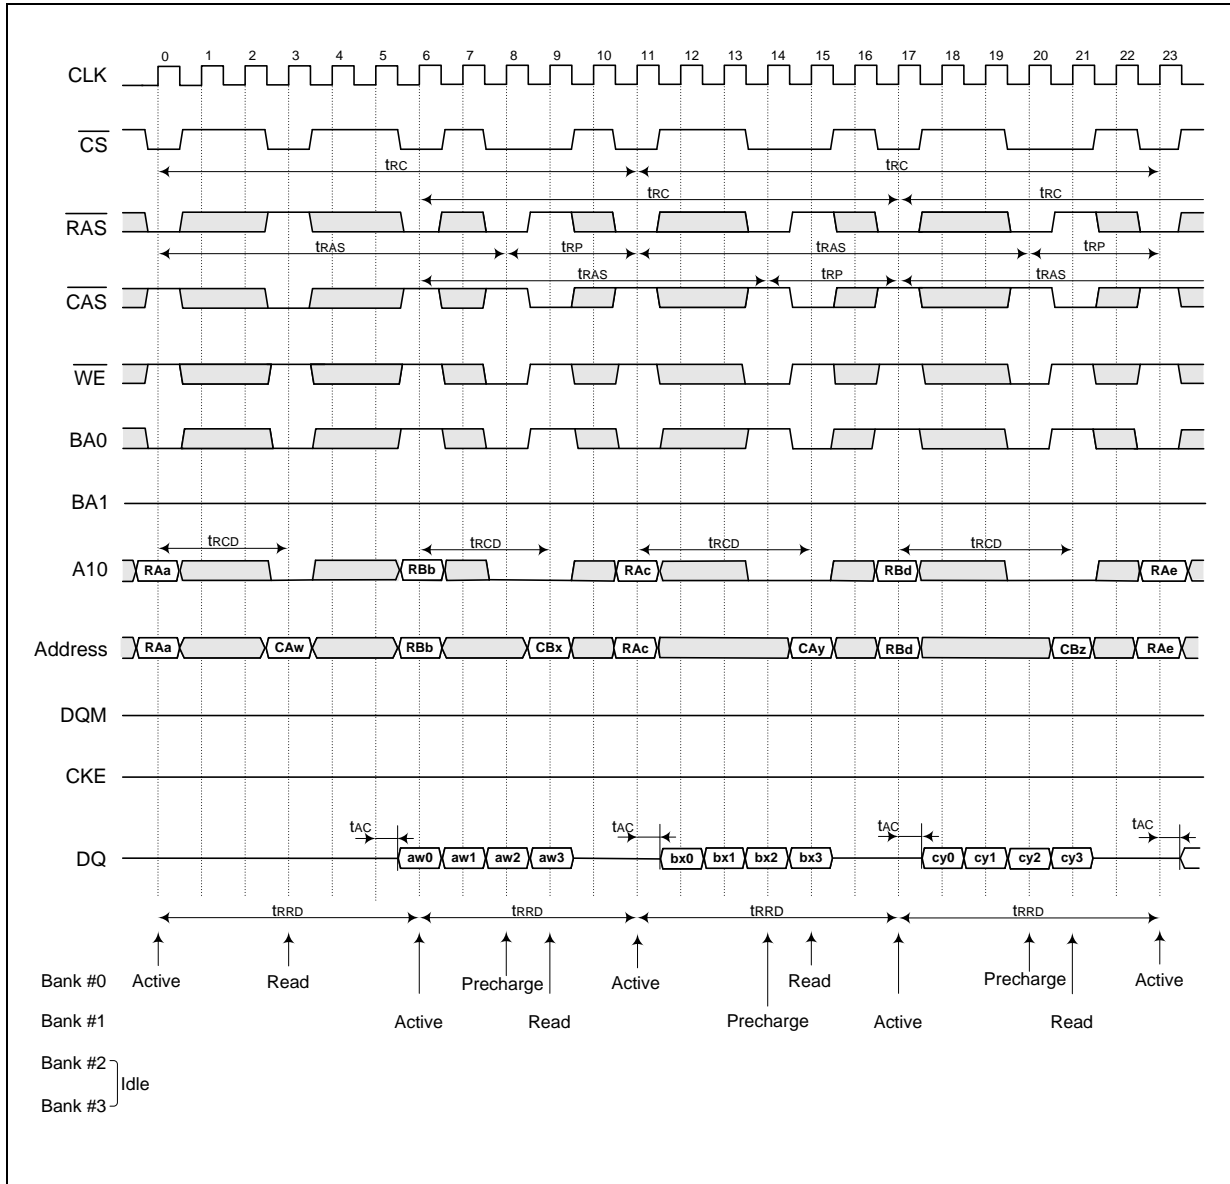 0 1 2 3 4 5 6 7 8 9 10 11 12 13 14 15 16 17 18 19 20 21 22 23
CLK
CS
tRC tRC
tRC tRC
RAS
tRAS tRP tRAS tRP
tRAS tRP tRAS
CAS
WE
BA0
BA1
tRCD tRCD tRCD tRCD
A10 RAa RBb RAc RBd RAe
Address RAa CAw RBb CBx RAc CAy RBd CBz RAe
DQM
CKE
tAC tAC tAC tAC
DQ aw0 aw1 aw2 aw3 bx0 bx1 bx2 bx3 cy0 cy1 cy2 cy3
tRRD tRRD tRRD tRRD
Bank #0 Active Read Precharge Active Read Precharge Active
Bank #1 Active Read Precharge Active Read
Bank #2
Idle
Bank #3